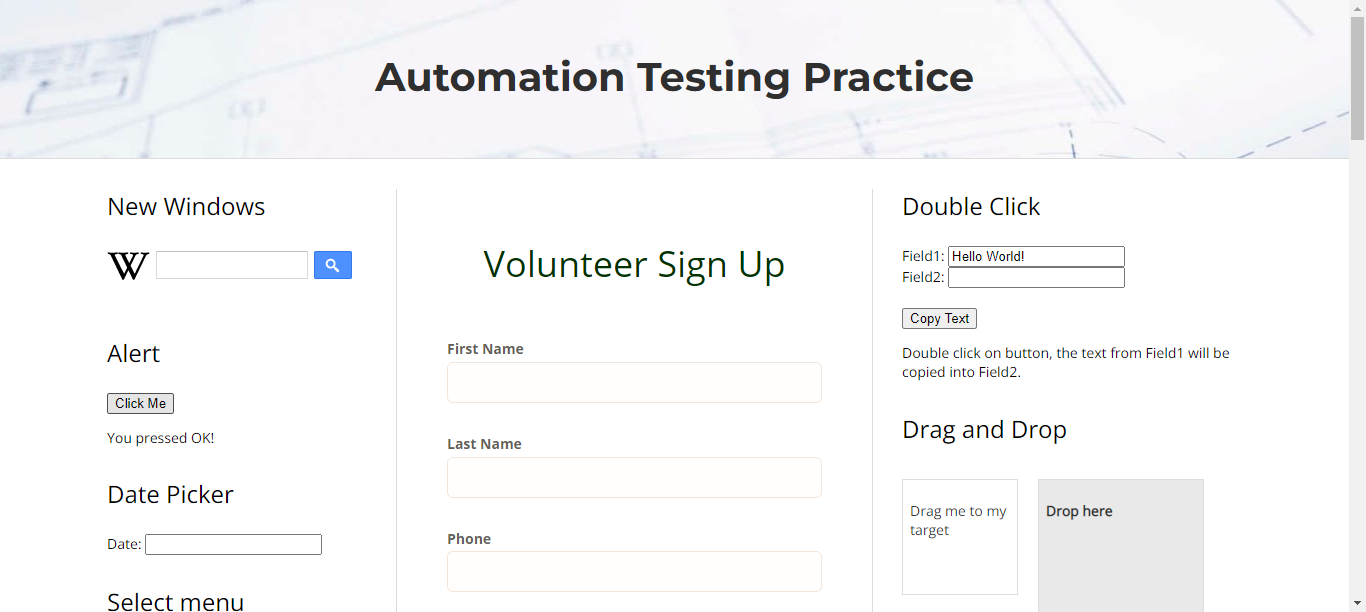 Automation Testing Practice
New Windows
W
Alert
Click Me
You pressed OK!
Date Picker
Date:
Select menu
Volunteer Sign Up
First Name
Last Name
Phone
Double Click
Field1: Hello World!
Field2:
Copy Text
Double click on button, the text from Field1 will be
copied into Field2.
Drag and Drop
Drag me to my
target
Drop here